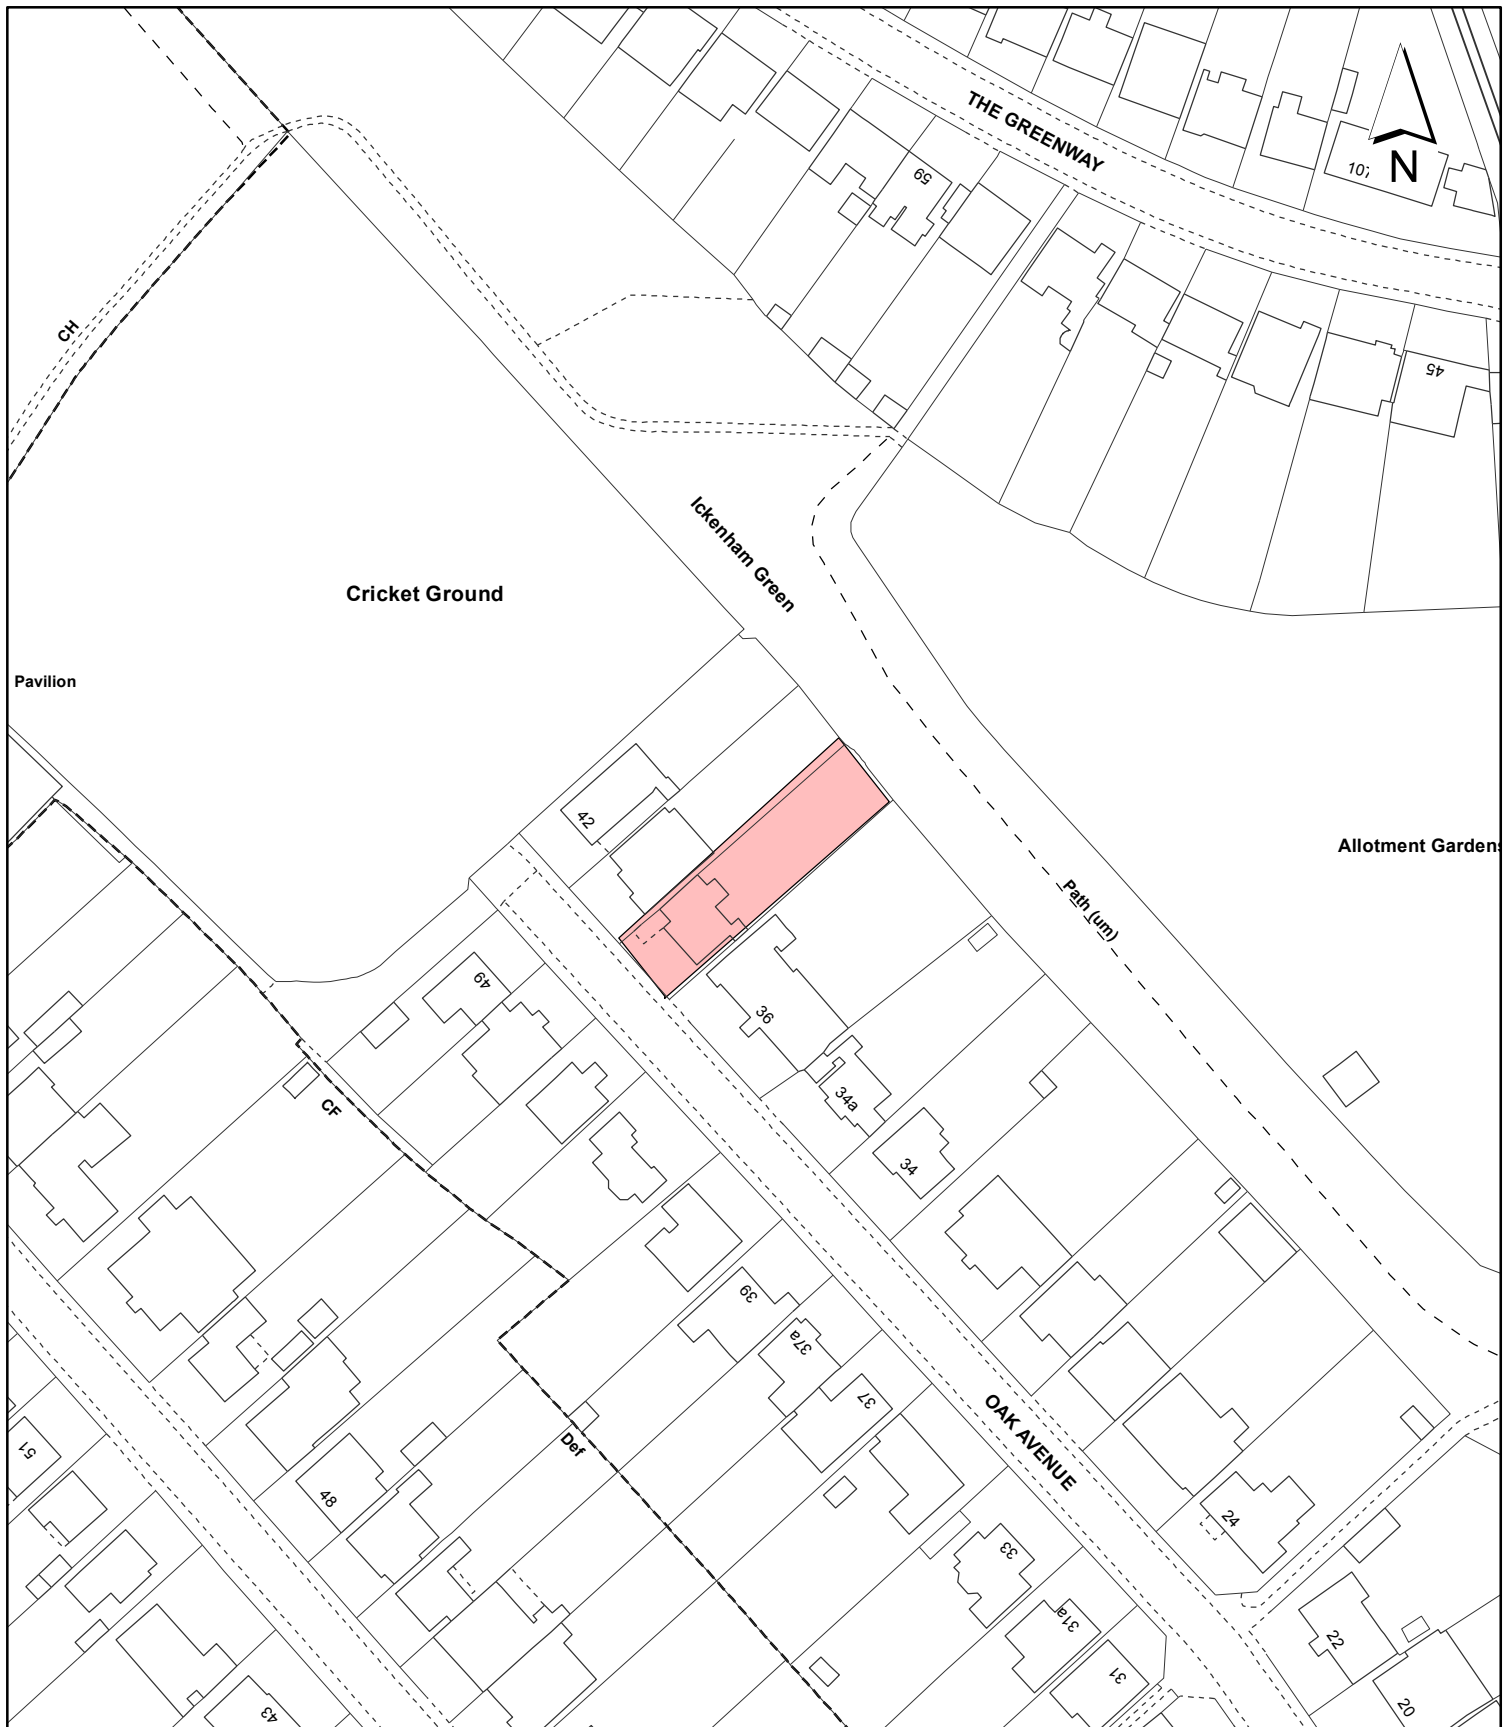 THE GREENWAY
107
N
59
CH
45
Ickenham Green
Cricket Ground
Pavilion
42
Allotment Gardens
Path (um)
49
36
34a
CF
34
39
37a
37
OAK AVENUE
Def
51
48
24
33
31a
22
31
20
43